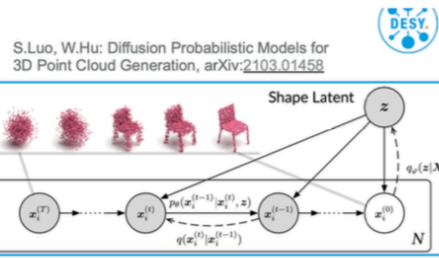 DESY.
S.Luo, W.Hu: Diffusion Probabilistic Models for
3D Point Cloud Generation, arXiv:2103.01458
Shape Latent
z
q_φ(z|X
x_i^{(T)} x_i^{(t)} p_θ(x_i^{(t-1)}|x_i^{(t)}, z) x_i^{(t-1)} x_i^{(0)}
q(x_i^{(t)}|x_i^{(t-1)})
N